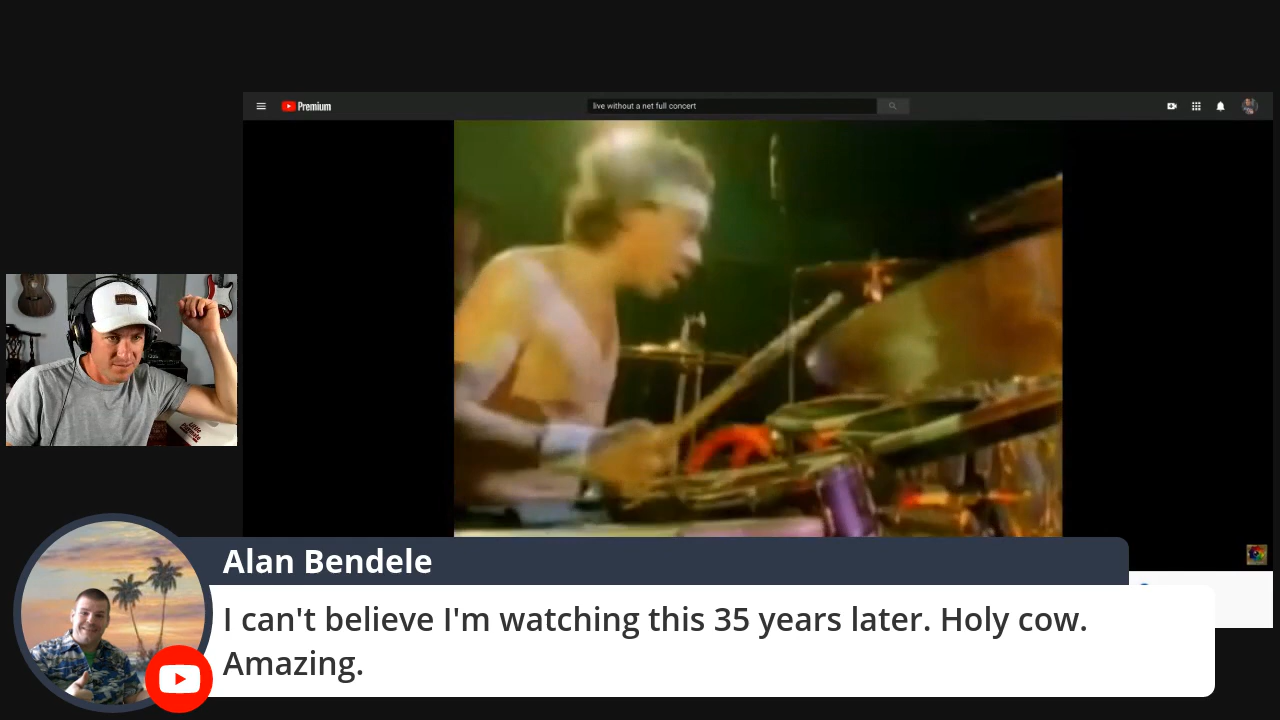 Premium
live without a net full concert
Alan Bendele
I can't believe I'm watching this 35 years later. Holy cow.
Amazing.